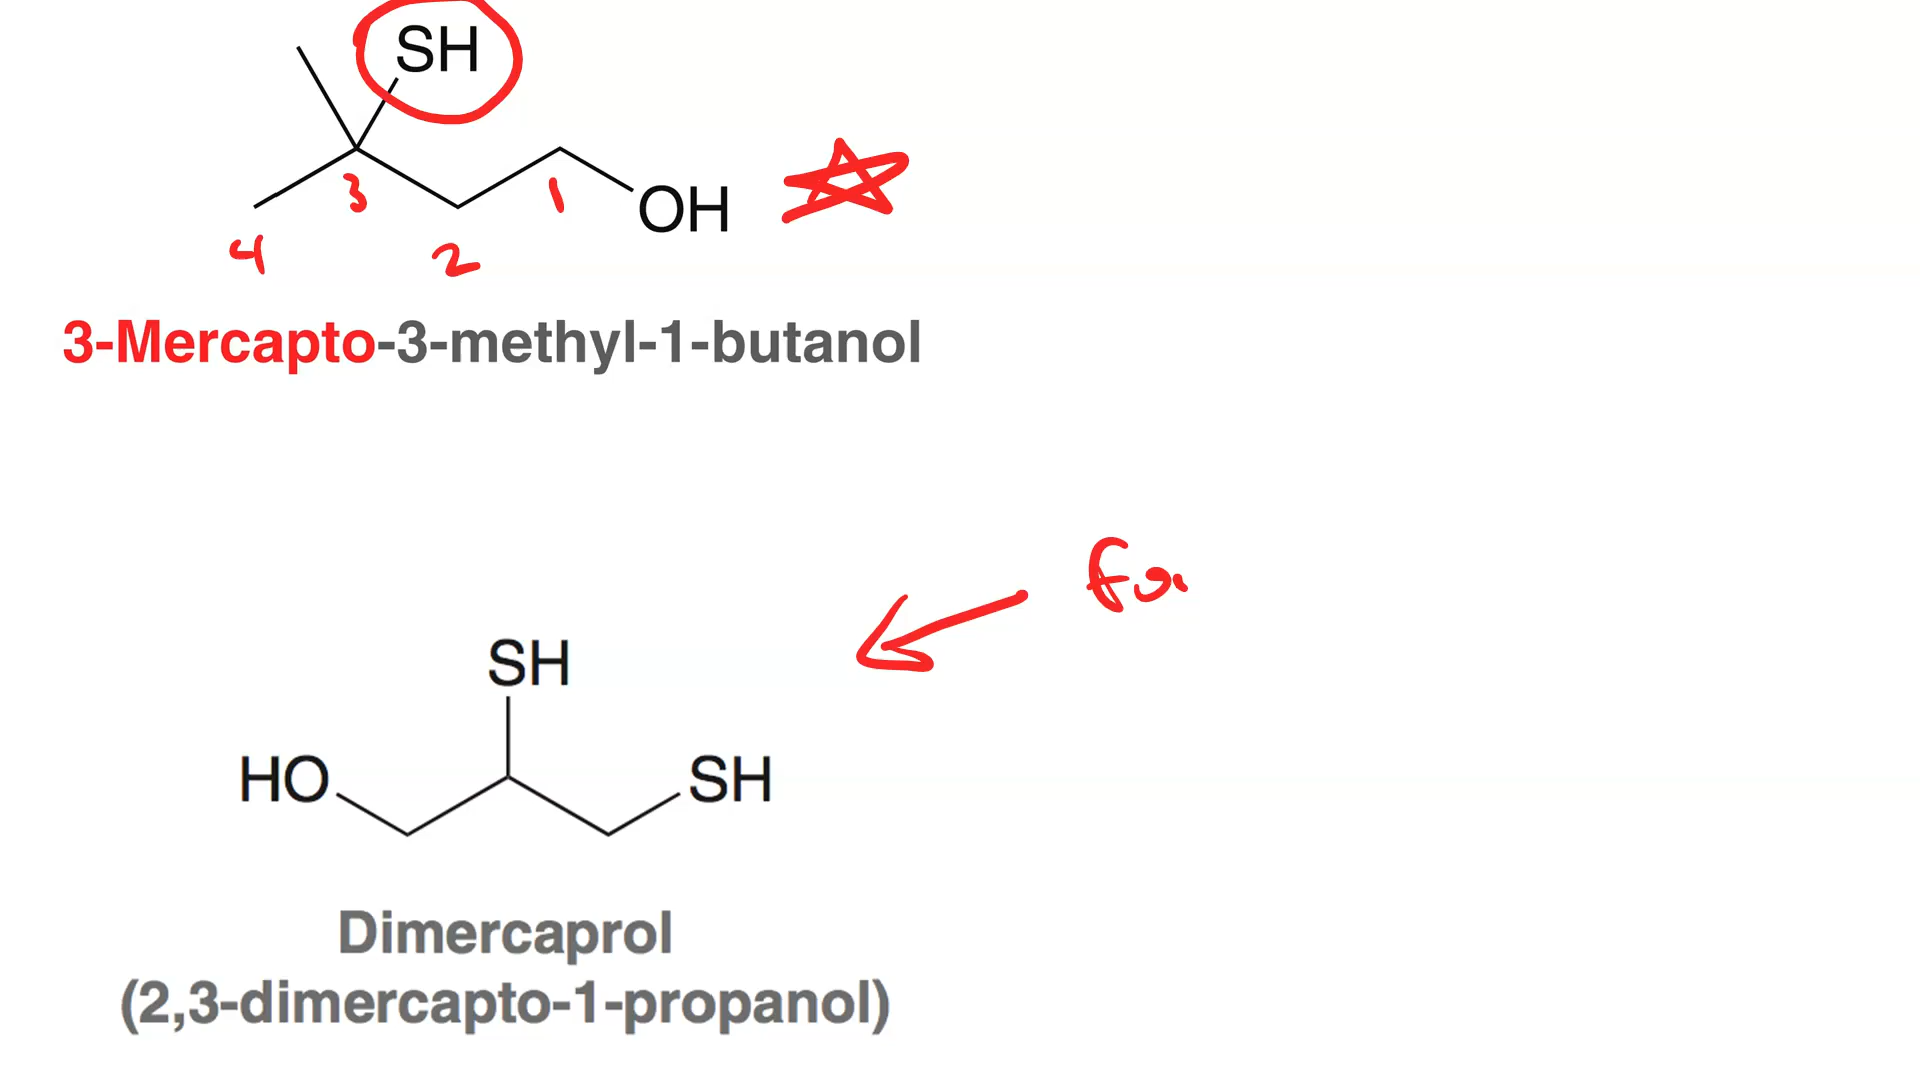 SH
3 1 OH
4 2
3-Mercapto-3-methyl-1-butanol
SH
HO SH
Dimercaprol
(2,3-dimercapto-1-propanol)